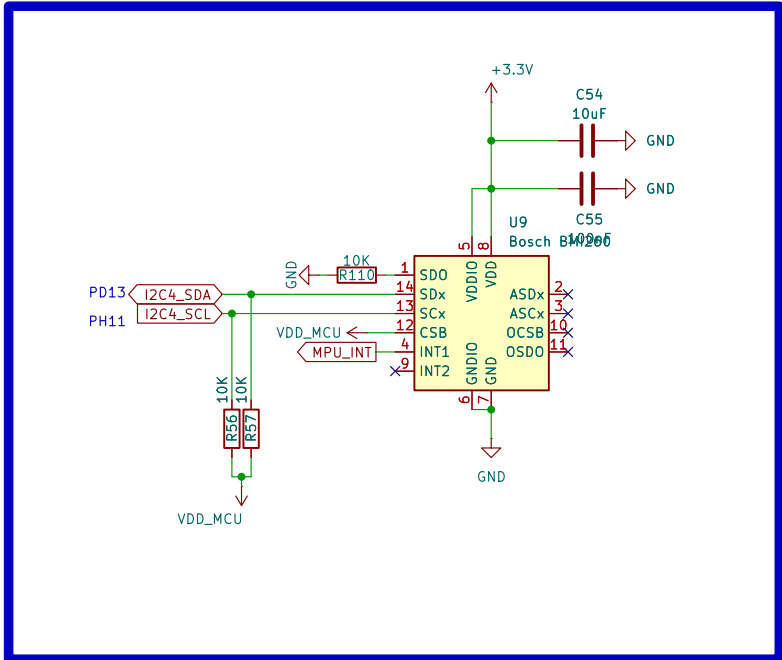 +3.3V
C54
10uF
GND
GND
C55
100nF
U9
Bosch BMI260
5
8
VDDIO
VDD
GND
10K
R110
1
SDO
PD13
I2C4_SDA
14
SDx
ASDx
2
PH11
I2C4_SCL
13
SCx
ASCx
3
VDD_MCU
12
CSB
OCSB
10
MPU_INT
4
INT1
OSDO
11
9
INT2
GNDIO
GND
6
7
10K
10K
R56
R57
GND
VDD_MCU